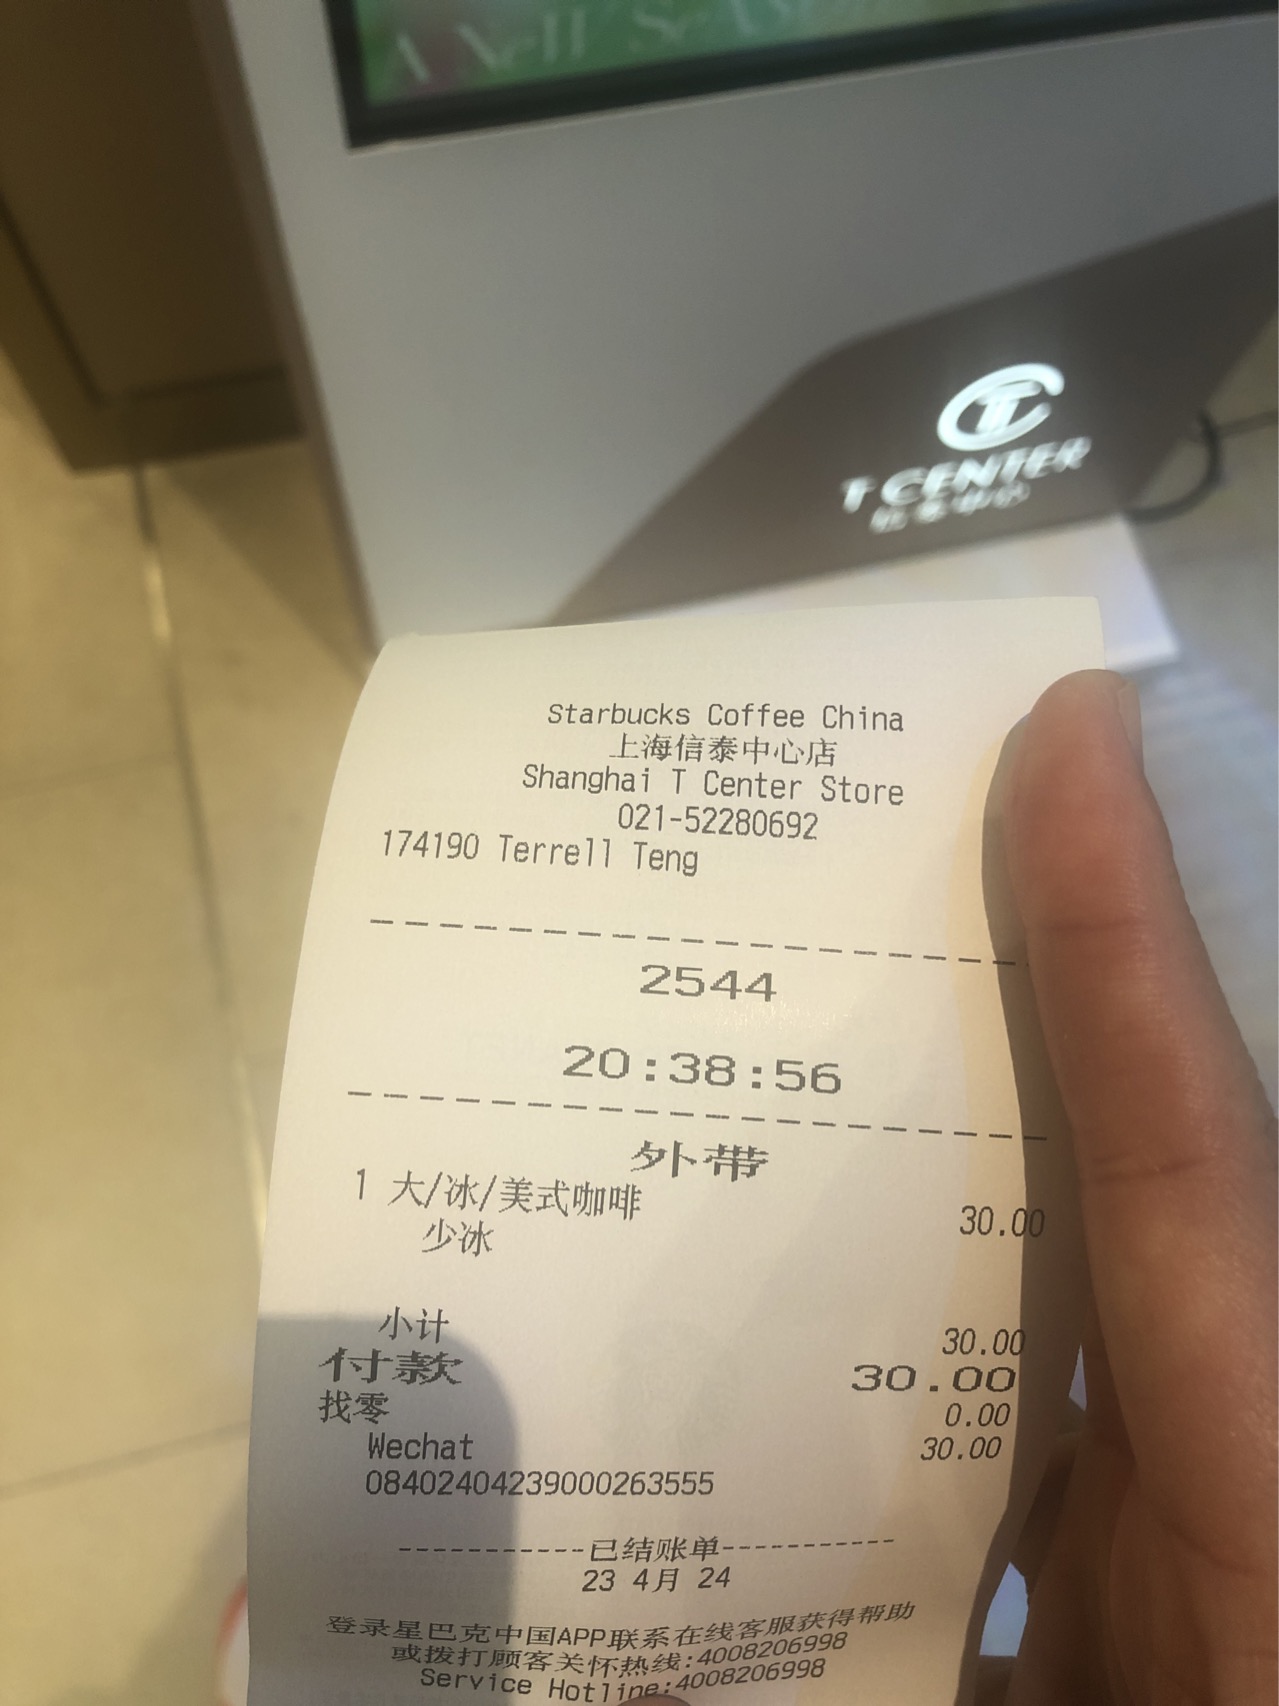 A New
T CENTER
Starbucks Coffee China
上海信泰中心店
Shanghai T Center Store
021-52280692
174190 Terrell Teng
--------------------
2544
20:38:56
--------------------
外带
1 大/冰/美式咖啡 30.00
少冰
小计 30.00
付款 30.00
找零 0.00
Wechat 30.00
08402404239000263555
-----------已结账单-----------
23 4月 24
登录星巴克中国APP联系在线客服获得帮助
或拨打顾客关怀热线:4008206998
Service Hotline:4008206998